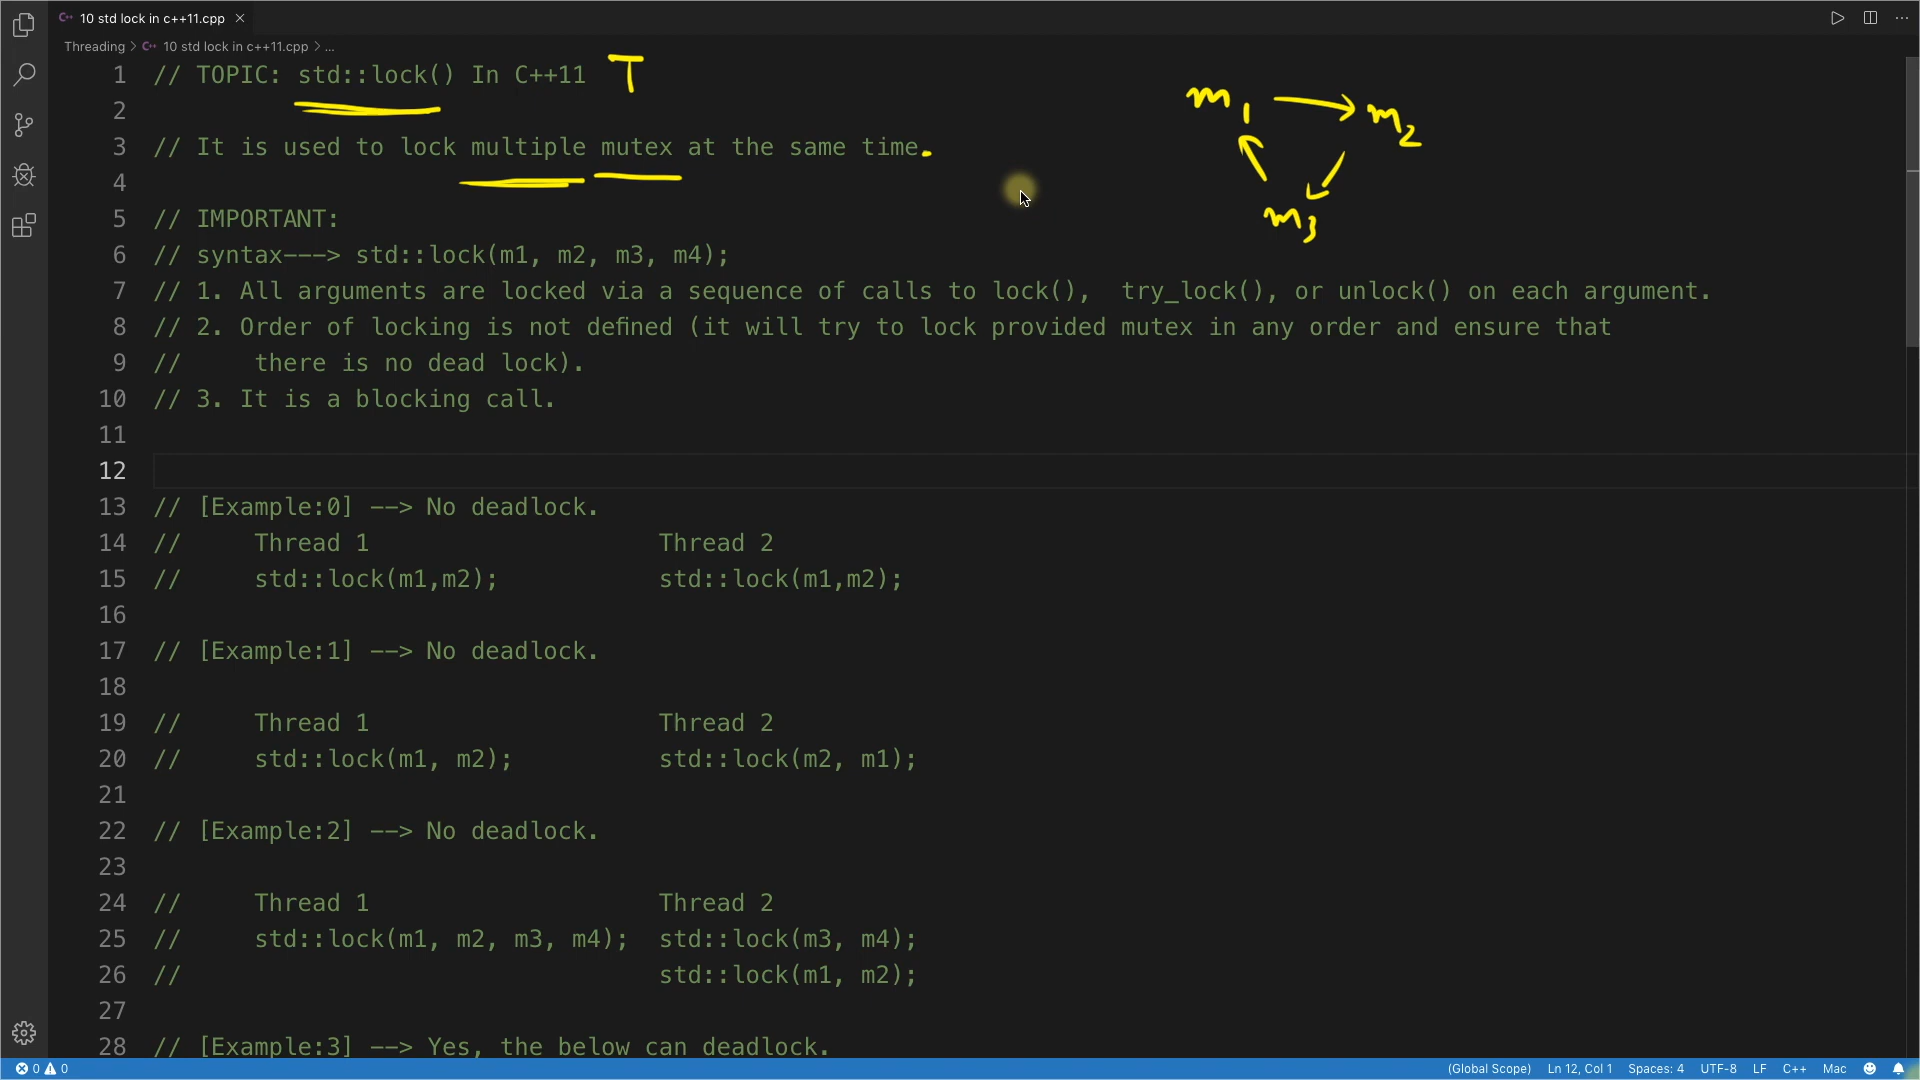 10 std lock in c++11.cpp
Threading > 10 std lock in c++11.cpp > ...
1 // TOPIC: std::lock() In C++11 T
2
3 // It is used to lock multiple mutex at the same time.
4
5 // IMPORTANT:
6 // syntax---> std::lock(m1, m2, m3, m4);
7 // 1. All arguments are locked via a sequence of calls to lock(),  try_lock(), or unlock() on each argument.
8 // 2. Order of locking is not defined (it will try to lock provided mutex in any order and ensure that
9 //     there is no dead lock).
10 // 3. It is a blocking call.
11
12
13 // [Example:0] --> No deadlock.
14 //     Thread 1                    Thread 2
15 //     std::lock(m1,m2);           std::lock(m1,m2);
16
17 // [Example:1] --> No deadlock.
18
19 //     Thread 1                    Thread 2
20 //     std::lock(m1, m2);          std::lock(m2, m1);
21
22 // [Example:2] --> No deadlock.
23
24 //     Thread 1                    Thread 2
25 //     std::lock(m1, m2, m3, m4);  std::lock(m3, m4);
26 //                                 std::lock(m1, m2);
27
28 // [Example:3] --> Yes, the below can deadlock.
m1 → m2
m3
0 0 (Global Scope) Ln 12, Col 1 Spaces: 4 UTF-8 LF C++ Mac